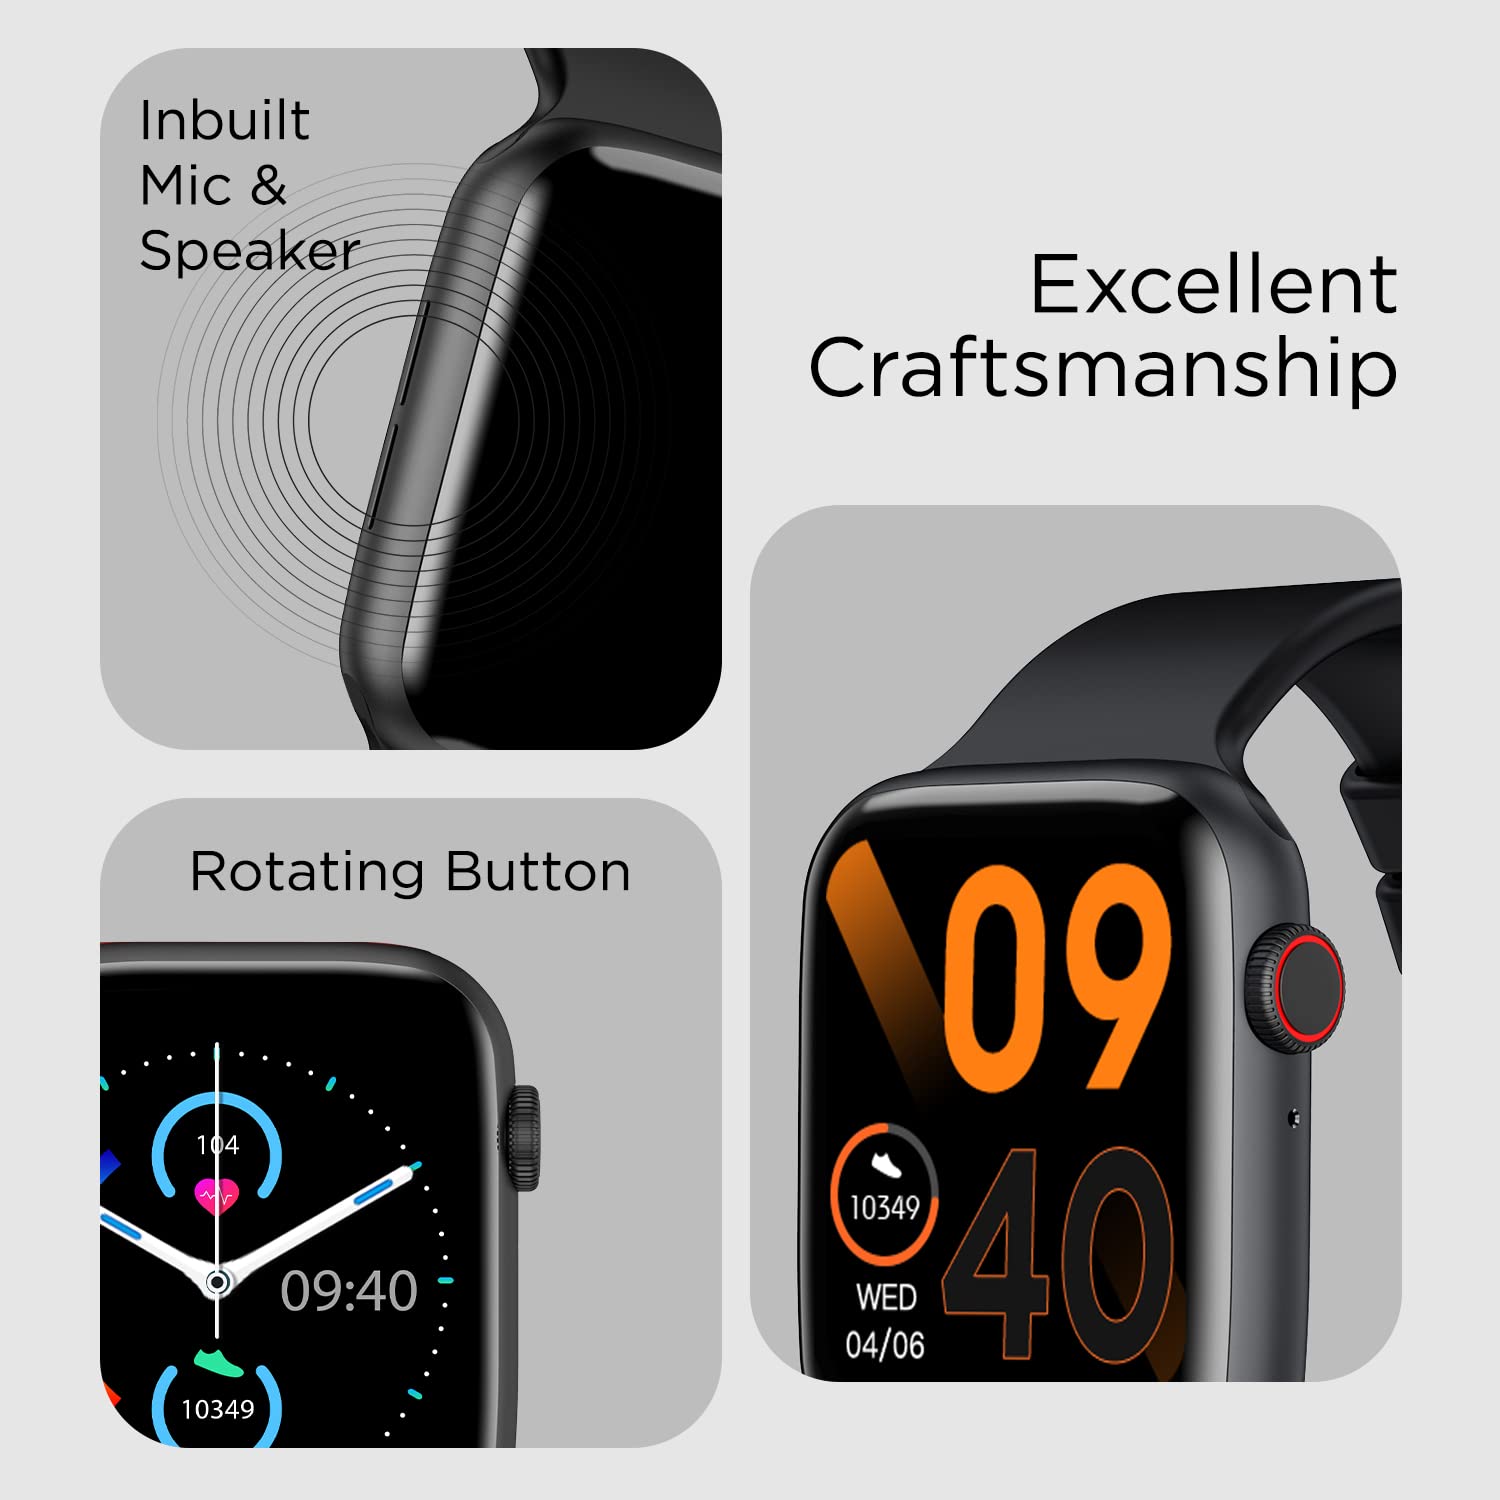 Inbuilt
Mic &
Speaker
Excellent
Craftsmanship
Rotating Button
104
09:40
10349
09
40
10349
WED
04/06